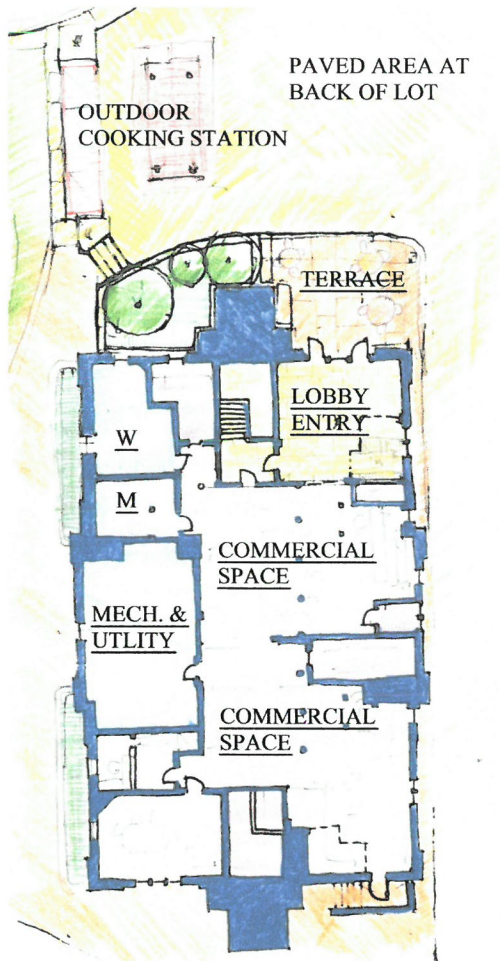 PAVED AREA AT
BACK OF LOT
OUTDOOR
COOKING STATION
TERRACE
LOBBY
ENTRY
W
M
COMMERCIAL
SPACE
MECH. &
UTLITY
COMMERCIAL
SPACE